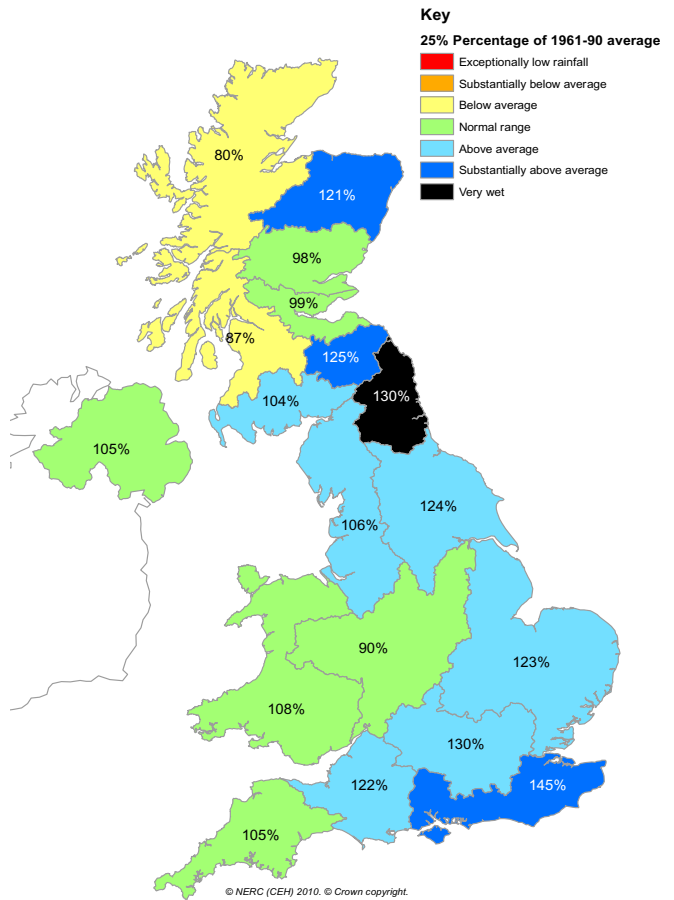 Key
25% Percentage of 1961-90 average
Exceptionally low rainfall
Substantially below average
Below average
Normal range
Above average
Substantially above average
Very wet
80%
121%
98%
99%
87%
125%
130%
104%
105%
124%
106%
90%
123%
108%
130%
122%
145%
105%
© NERC (CEH) 2010. © Crown copyright.